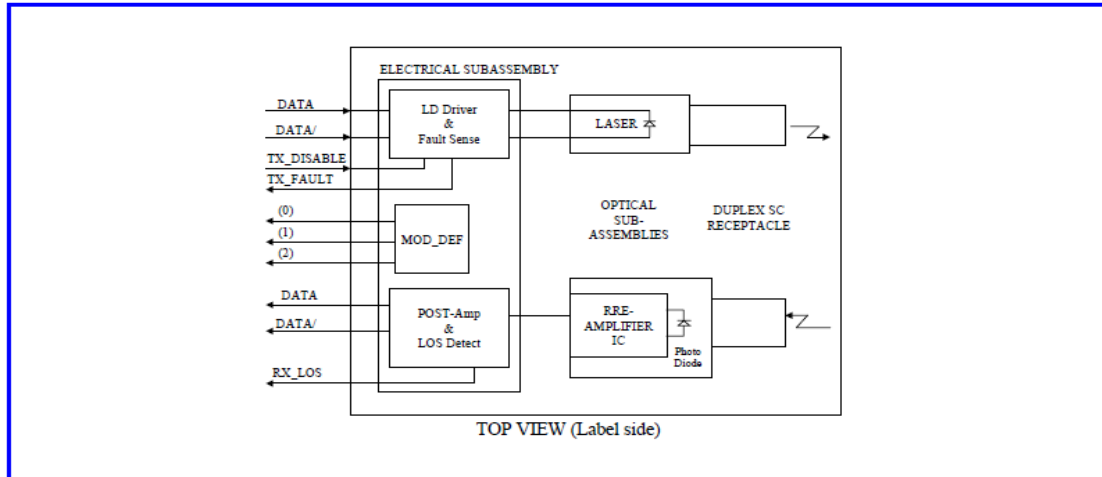 ELECTRICAL SUBASSEMBLY
DATA
DATA/
TX_DISABLE
TX_FAULT
LD Driver
&
Fault Sense
LASER
(0)
(1)
(2)
MOD_DEF
OPTICAL
SUB-
ASSEMBLIES
DUPLEX SC
RECEPTACLE
DATA
DATA/
RX_LOS
POST-Amp
&
LOS Detect
RRE-
AMPLIFIER
IC
Photo
Diode
TOP VIEW (Label side)